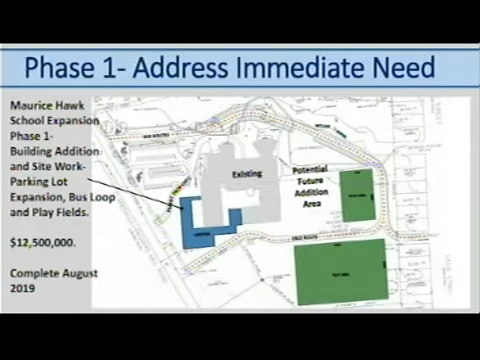 Phase 1- Address Immediate Need
Maurice Hawk
School Expansion
Phase 1-
Building Addition
and Site Work-
Parking Lot
Expansion, Bus Loop
and Play Fields.
$12,500,000.
Complete August
2019
Existing
Potential
Future
Addition
Area